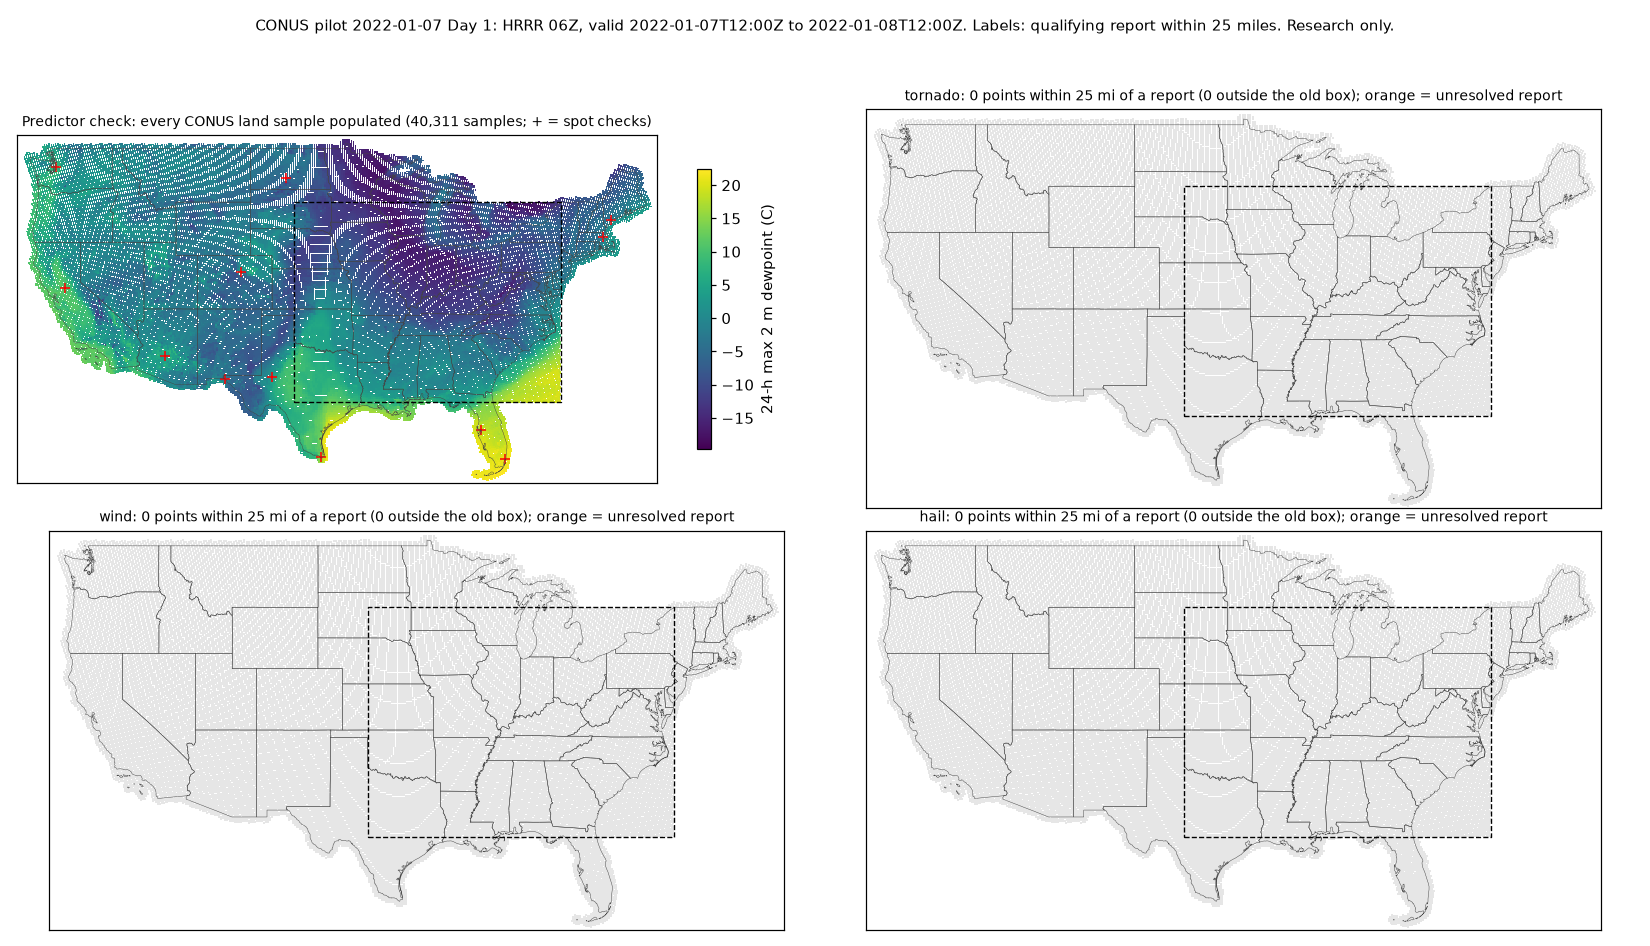 CONUS pilot 2022-01-07 Day 1: HRRR 06Z, valid 2022-01-07T12:00Z to 2022-01-08T12:00Z. Labels: qualifying report within 25 miles. Research only.
Predictor check: every CONUS land sample populated (40,311 samples; + = spot checks)
20
15
10
5
0
−5
−10
−15
24-h max 2 m dewpoint (C)
tornado: 0 points within 25 mi of a report (0 outside the old box); orange = unresolved report
wind: 0 points within 25 mi of a report (0 outside the old box); orange = unresolved report
hail: 0 points within 25 mi of a report (0 outside the old box); orange = unresolved report